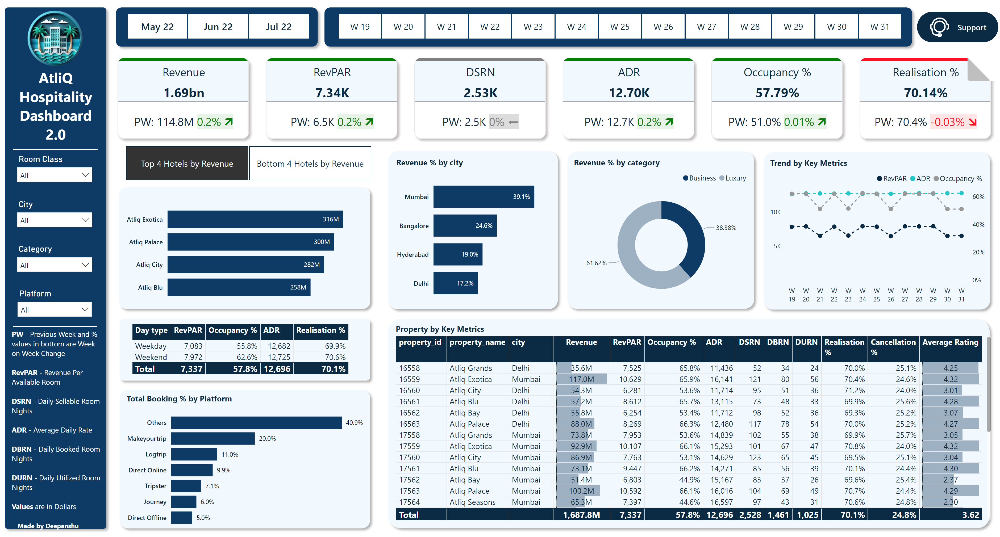 AtliQ
Hospitality
Dashboard
2.0
Room Class
All
City
All
Category
All
Platform
All
PW - Previous Week and %
values in bottom are Week
on Week Change
RevPAR - Revenue Per
Available Room
DSRN - Daily Sellable Room
Nights
ADR - Average Daily Rate
DBRN - Daily Booked Room
Nights
DURN - Daily Utilized Room
Nights
Values are in Dollars
Made by Deepanshu
May 22 Jun 22 Jul 22
W 19 W 20 W 21 W 22 W 23 W 24 W 25 W 26 W 27 W 28 W 29 W 30 W 31
Support
Revenue
1.69bn
PW: 114.8M 0.2%
RevPAR
7.34K
PW: 6.5K 0.2%
DSRN
2.53K
PW: 2.5K 0%
ADR
12.70K
PW: 12.7K 0.2%
Occupancy %
57.79%
PW: 51.0% 0.01%
Realisation %
70.14%
PW: 70.4% -0.03%
Top 4 Hotels by Revenue Bottom 4 Hotels by Revenue
Atliq Exotica 316M
Atliq Palace 300M
Atliq City 282M
Atliq Blu 258M
Revenue % by city
Mumbai 39.1%
Bangalore 24.6%
Hyderabad 19.0%
Delhi 17.2%
Revenue % by category
Business Luxury
38.38%
61.62%
Trend by Key Metrics
RevPAR ADR Occupancy %
10K
5K
60%
40%
20%
0%
W W W W W W W W W W W W W
19 20 21 22 23 24 25 26 27 28 29 30 31
Day type RevPAR Occupancy % ADR Realisation %
Weekday 7,083 55.8% 12,682 69.9%
Weekend 7,972 62.6% 12,725 70.6%
Total 7,337 57.8% 12,696 70.1%
Total Booking % by Platform
Others 40.9%
Makeyourtrip 20.0%
Logtrip 11.0%
Direct Online 9.9%
Tripster 7.1%
Journey 6.0%
Direct Offline 5.0%
Property by Key Metrics
property_id property_name city Revenue RevPAR Occupancy % ADR DSRN DBRN DURN Realisation % Cancellation % Average Rating
16558 Atliq Grands Delhi 35.6M 7,525 65.8% 11,436 52 34 24 70.0% 25.1% 4.25
16559 Atliq Exotica Mumbai 117.0M 10,629 65.9% 16,141 121 80 56 70.4% 24.6% 4.32
16560 Atliq City Delhi 54.3M 6,281 53.6% 11,714 95 51 36 71.2% 24.0% 3.01
16561 Atliq Blu Delhi 57.2M 8,612 65.7% 13,115 73 48 33 69.9% 25.6% 4.28
16562 Atliq Bay Delhi 55.8M 6,254 53.4% 11,712 98 52 36 69.3% 25.2% 3.07
16563 Atliq Palace Delhi 88.0M 8,269 66.3% 12,480 117 78 54 70.0% 25.2% 4.27
17558 Atliq Grands Mumbai 73.8M 7,953 53.6% 14,839 102 55 38 69.9% 25.7% 3.05
17559 Atliq Exotica Mumbai 92.9M 10,107 66.1% 15,293 101 67 47 70.8% 24.0% 4.32
17560 Atliq City Mumbai 86.9M 7,763 53.1% 14,629 123 65 45 69.5% 25.1% 3.04
17561 Atliq Blu Mumbai 73.1M 9,447 66.2% 14,271 85 56 39 70.1% 24.4% 4.30
17562 Atliq Bay Mumbai 51.4M 6,803 44.9% 15,167 83 37 26 69.6% 25.4% 2.37
17563 Atliq Palace Mumbai 100.2M 10,592 66.1% 16,016 104 69 49 70.7% 24.4% 4.29
17564 Atliq Seasons Mumbai 65.3M 7,397 44.6% 16,597 97 43 31 70.6% 24.8% 2.30
Total 1,687.8M 7,337 57.8% 12,696 2,528 1,461 1,025 70.1% 24.8% 3.62